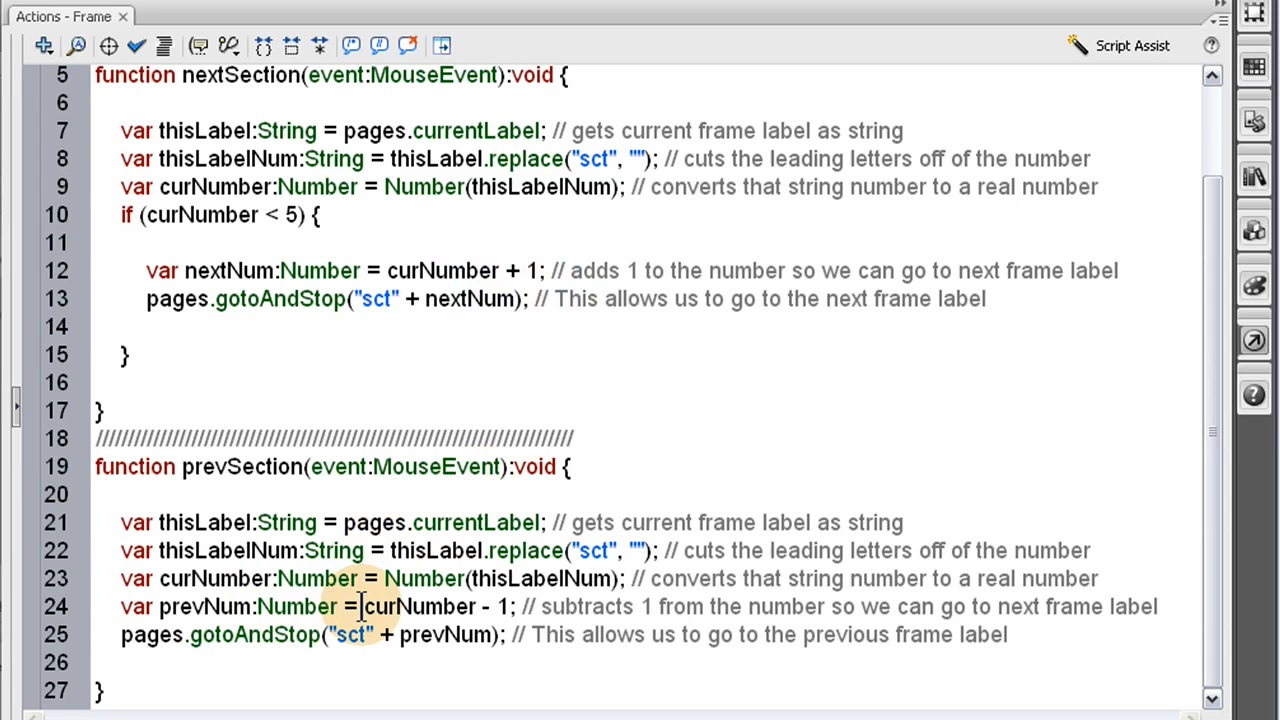 Actions - Frame
Script Assist
5 function nextSection(event:MouseEvent):void {
6
7 var thisLabel:String = pages.currentLabel; // gets current frame label as string
8 var thisLabelNum:String = thisLabel.replace("sct", ""); // cuts the leading letters off of the number
9 var curNumber:Number = Number(thisLabelNum); // converts that string number to a real number
10 if (curNumber < 5) {
11
12 var nextNum:Number = curNumber + 1; // adds 1 to the number so we can go to next frame label
13 pages.gotoAndStop("sct" + nextNum); // This allows us to go to the next frame label
14
15 }
16
17 }
18 //////////////////////////////////////////////////////////////////////////
19 function prevSection(event:MouseEvent):void {
20
21 var thisLabel:String = pages.currentLabel; // gets current frame label as string
22 var thisLabelNum:String = thisLabel.replace("sct", ""); // cuts the leading letters off of the number
23 var curNumber:Number = Number(thisLabelNum); // converts that string number to a real number
24 var prevNum:Number = curNumber - 1; // subtracts 1 from the number so we can go to next frame label
25 pages.gotoAndStop("sct" + prevNum); // This allows us to go to the previous frame label
26
27 }